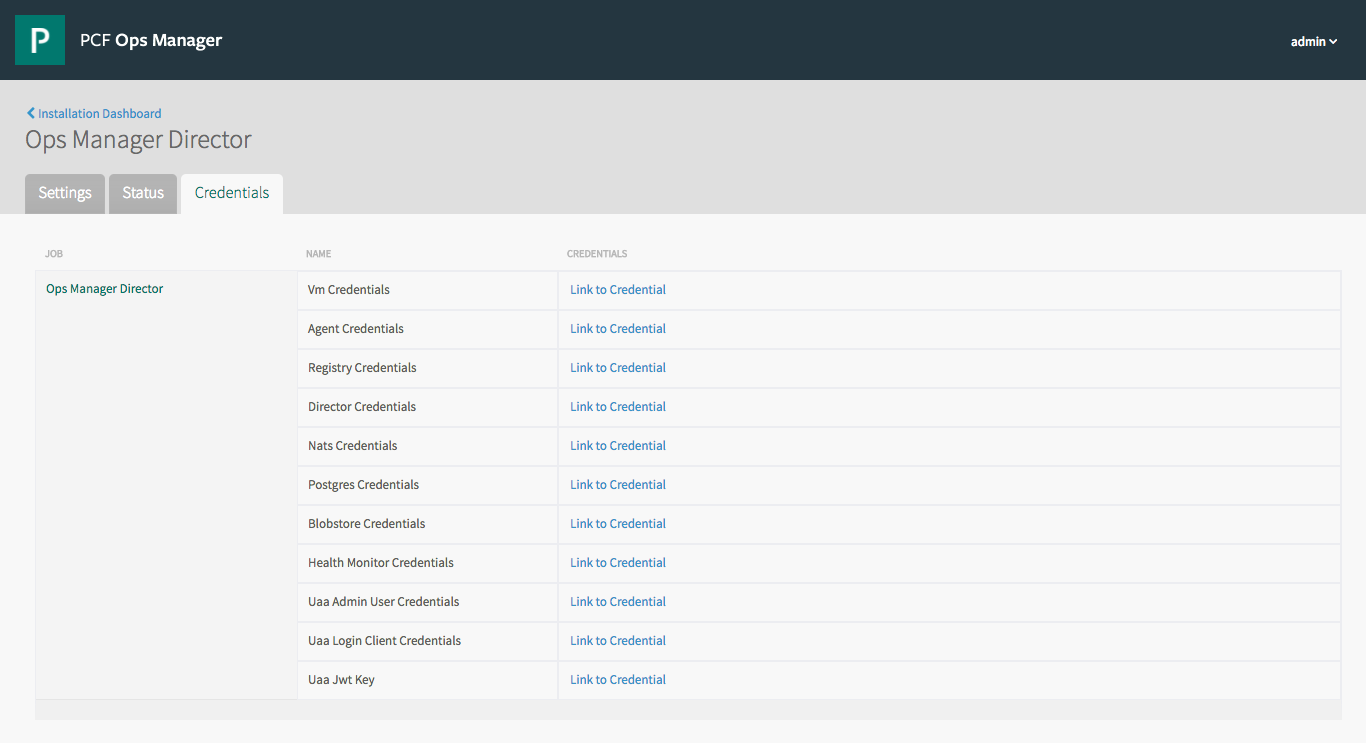 P PCF Ops Manager admin
Installation Dashboard
Ops Manager Director
Settings Status Credentials
JOB NAME CREDENTIALS
Ops Manager Director Vm Credentials Link to Credential
Agent Credentials Link to Credential
Registry Credentials Link to Credential
Director Credentials Link to Credential
Nats Credentials Link to Credential
Postgres Credentials Link to Credential
Blobstore Credentials Link to Credential
Health Monitor Credentials Link to Credential
Uaa Admin User Credentials Link to Credential
Uaa Login Client Credentials Link to Credential
Uaa Jwt Key Link to Credential